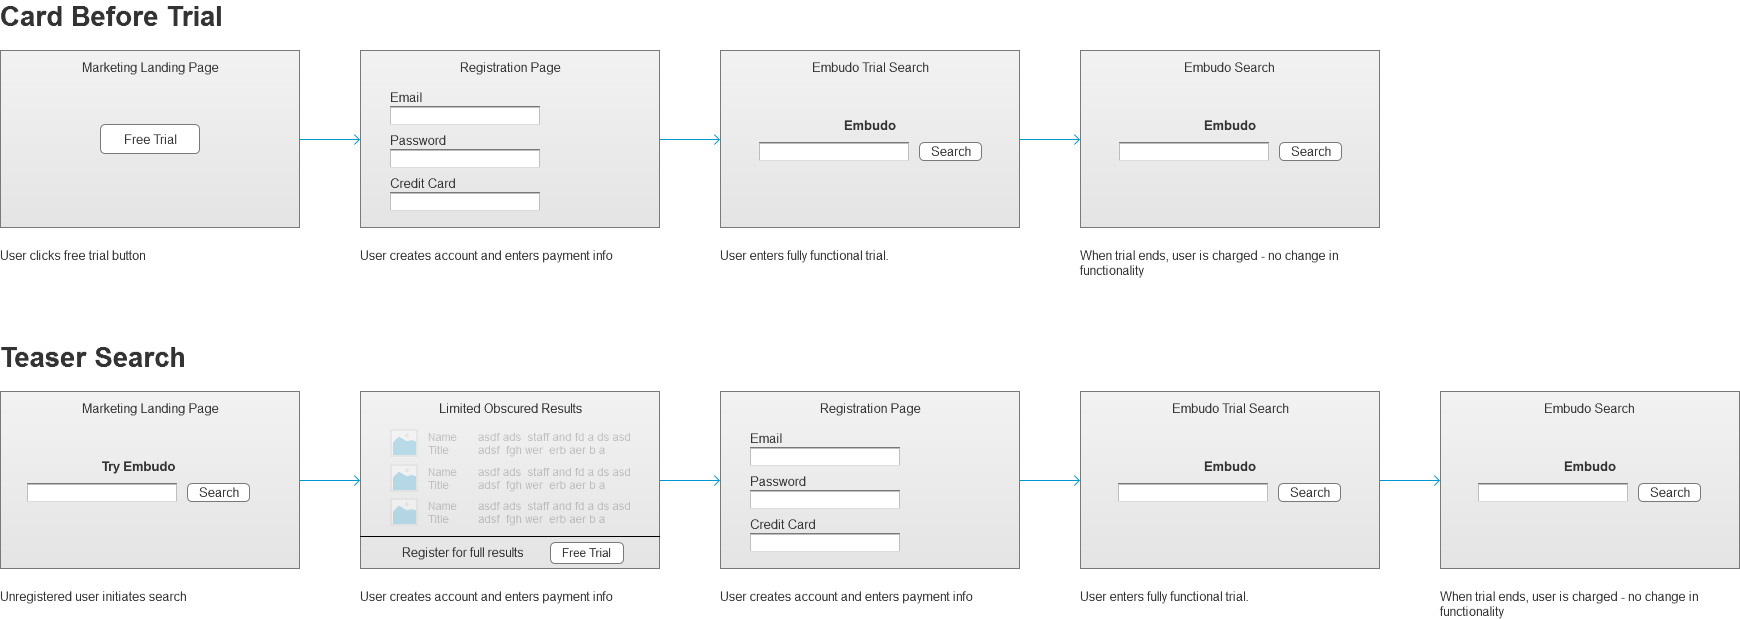 Card Before Trial
Marketing Landing Page
Free Trial
User clicks free trial button
Registration Page
Email
Password
Credit Card
User creates account and enters payment info
Embudo Trial Search
Embudo
Search
User enters fully functional trial.
Embudo Search
Embudo
Search
When trial ends, user is charged - no change in
functionality
Teaser Search
Marketing Landing Page
Try Embudo
Search
Unregistered user initiates search
Limited Obscured Results
Name asdf ads staff and fd a ds asd
Title adsf fgh wer erb aer b a
Name asdf ads staff and fd a ds asd
Title adsf fgh wer erb aer b a
Name asdf ads staff and fd a ds asd
Title adsf fgh wer erb aer b a
Register for full results Free Trial
User creates account and enters payment info
Registration Page
Email
Password
Credit Card
User creates account and enters payment info
Embudo Trial Search
Embudo
Search
User enters fully functional trial.
Embudo Search
Embudo
Search
When trial ends, user is charged - no change in
functionality